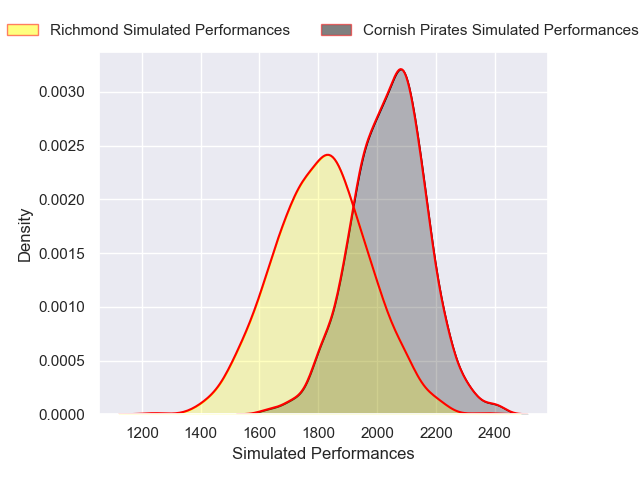 Richmond Simulated Performances Cornish Pirates Simulated Performances
0.0030
0.0025
0.0020
0.0015
0.0010
0.0005
0.0000
Density
1200 1400 1600 1800 2000 2200 2400
Simulated Performances